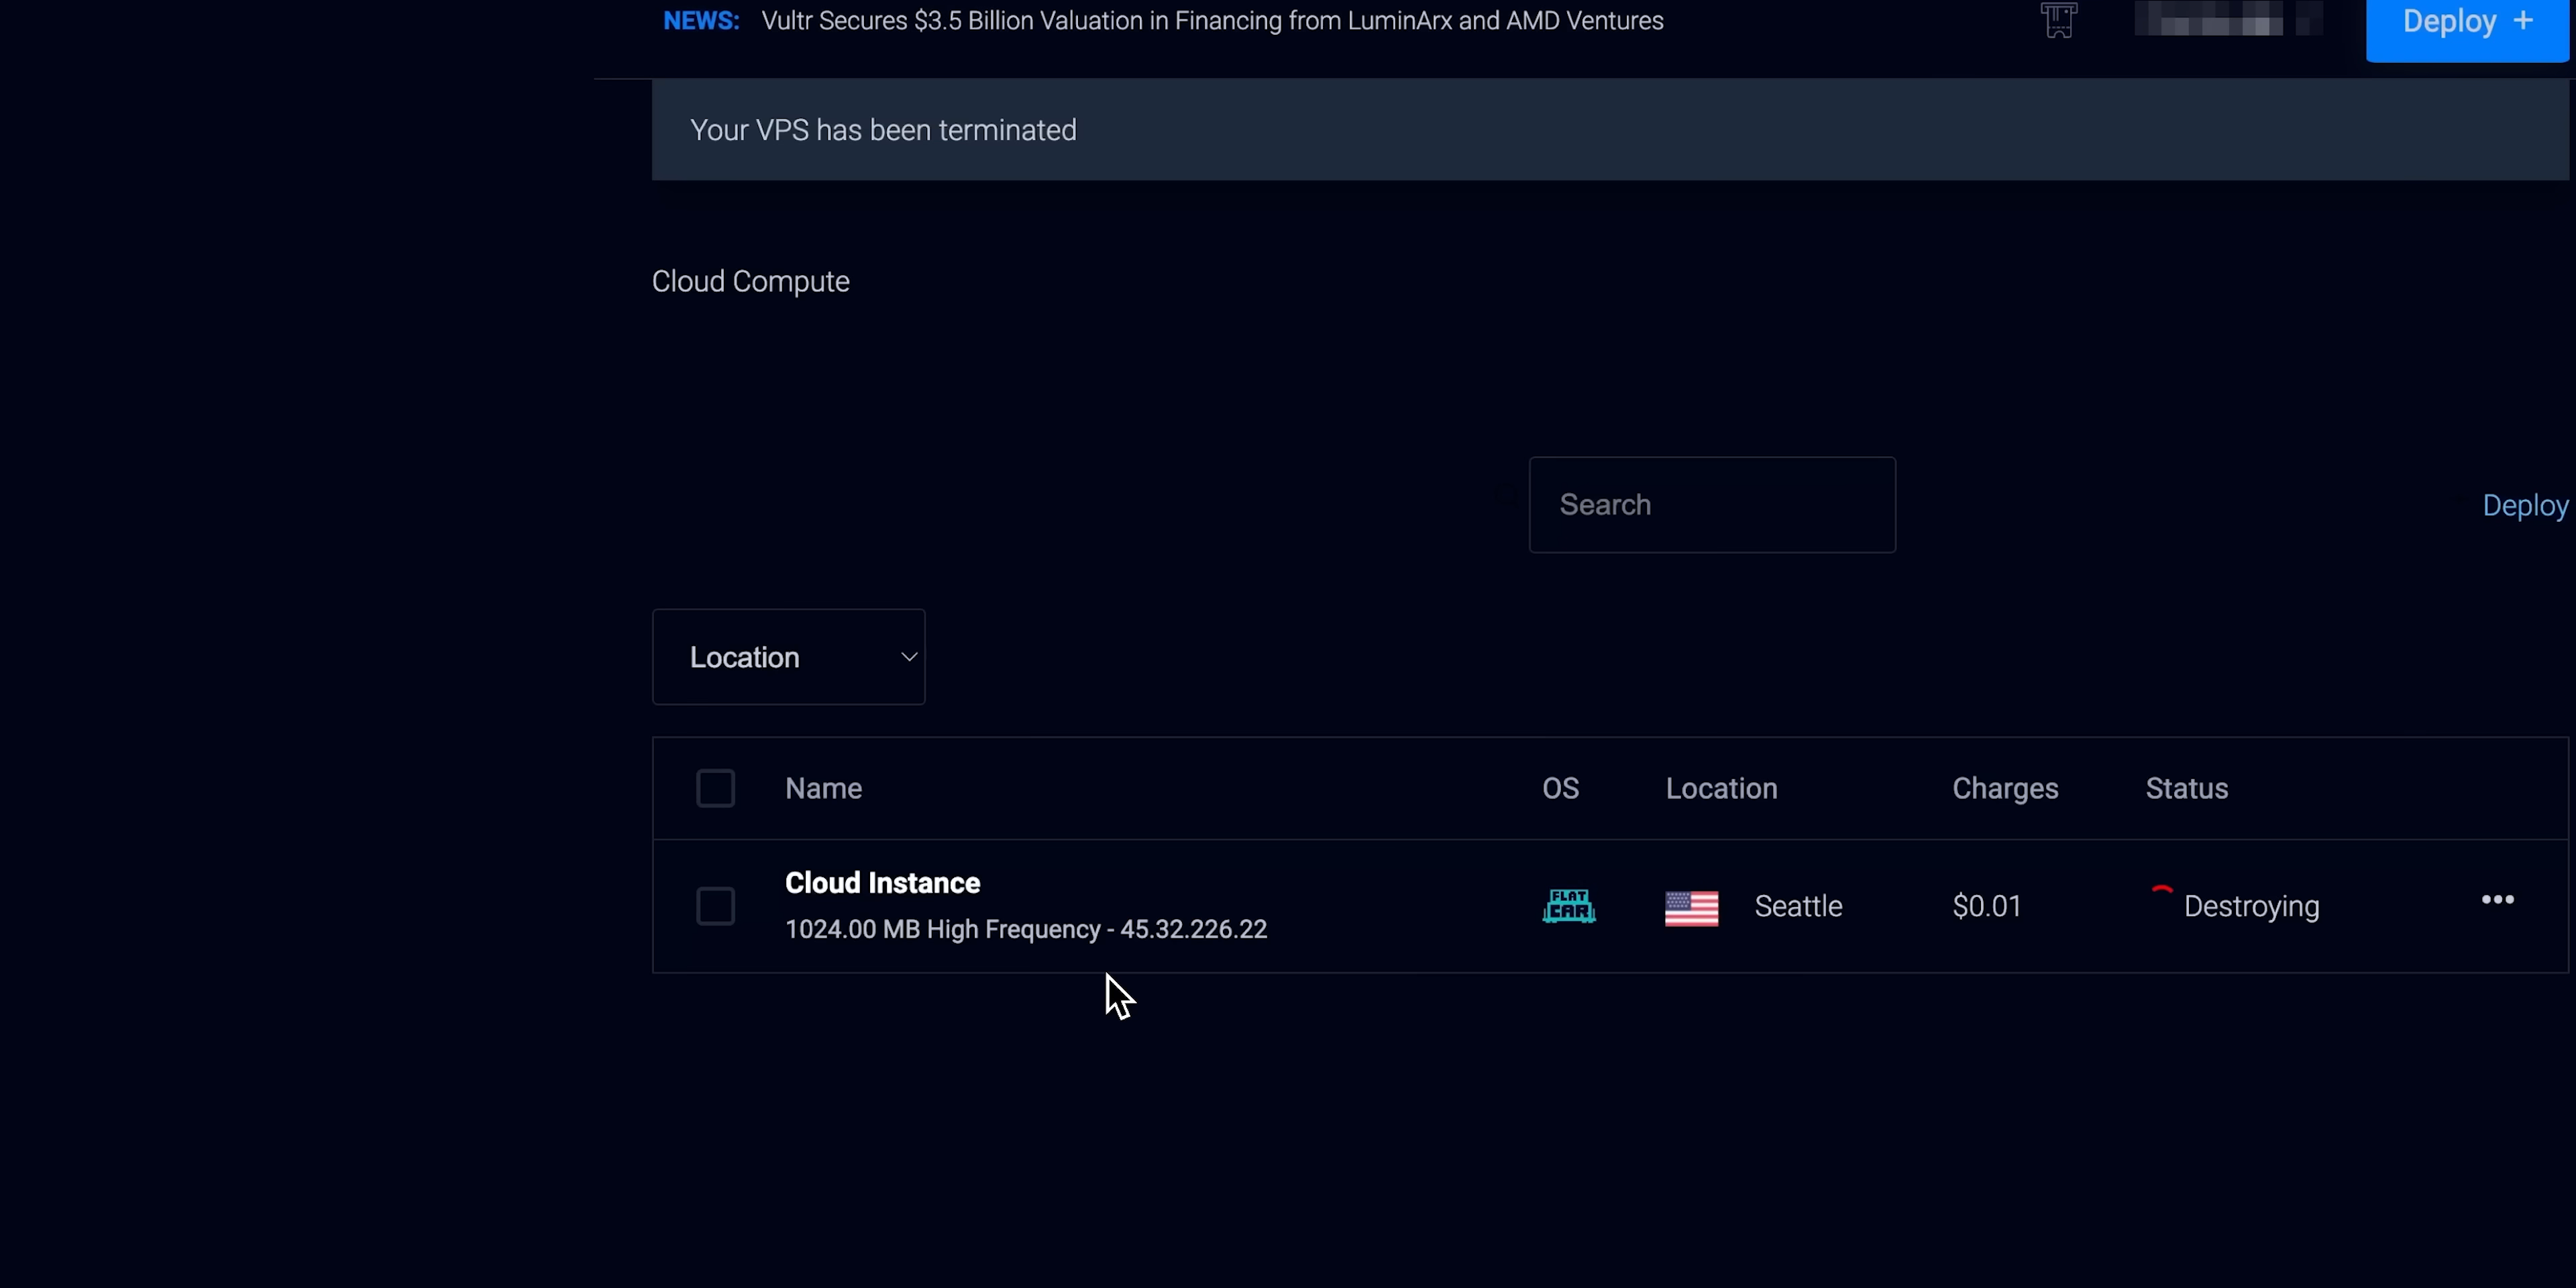 NEWS: Vultr Secures $3.5 Billion Valuation in Financing from LuminArx and AMD Ventures
Deploy +
Your VPS has been terminated
Cloud Compute
Search
Deploy
Location
Name OS Location Charges Status
Cloud Instance
1024.00 MB High Frequency - 45.32.226.22
FLAT
CAR
Seattle $0.01 Destroying